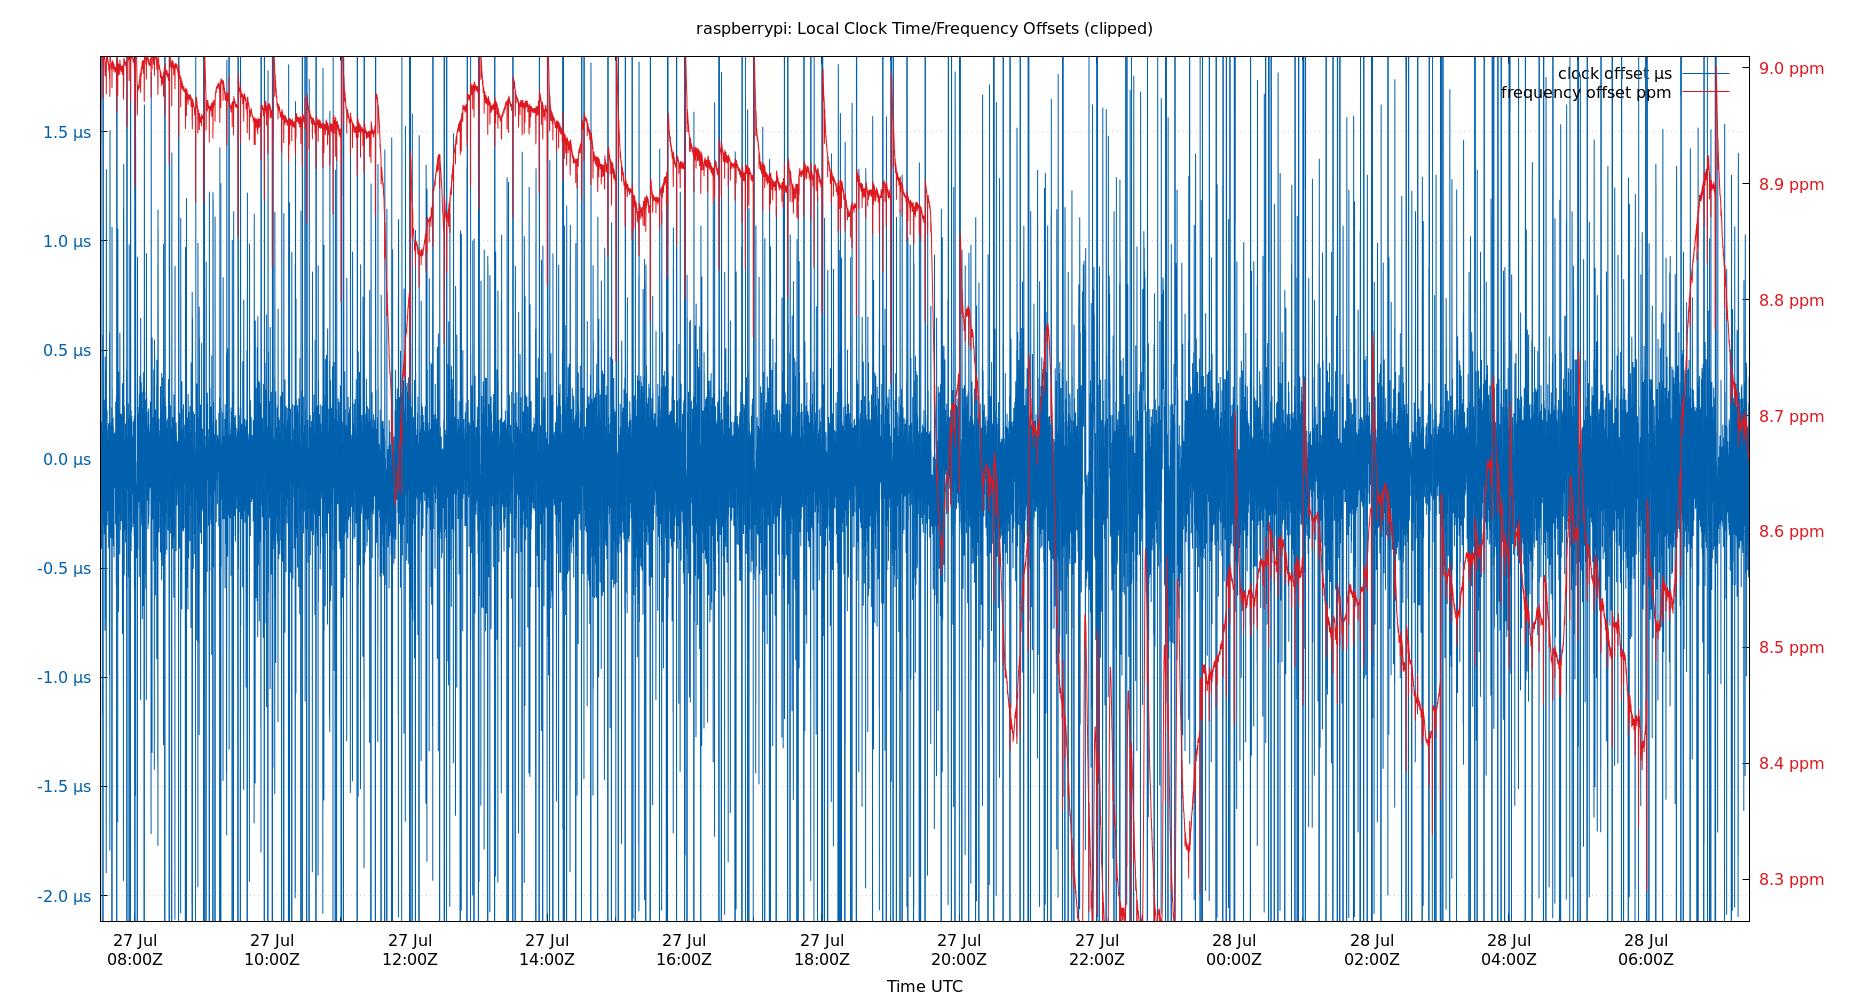 raspberrypi: Local Clock Time/Frequency Offsets (clipped)
clock offset µs
frequency offset ppm
1.5 µs
1.0 µs
0.5 µs
0.0 µs
-0.5 µs
-1.0 µs
-1.5 µs
-2.0 µs
9.0 ppm
8.9 ppm
8.8 ppm
8.7 ppm
8.6 ppm
8.5 ppm
8.4 ppm
8.3 ppm
27 Jul 27 Jul 27 Jul 27 Jul 27 Jul 27 Jul 27 Jul 27 Jul 28 Jul 28 Jul 28 Jul 28 Jul
08:00Z 10:00Z 12:00Z 14:00Z 16:00Z 18:00Z 20:00Z 22:00Z 00:00Z 02:00Z 04:00Z 06:00Z
Time UTC